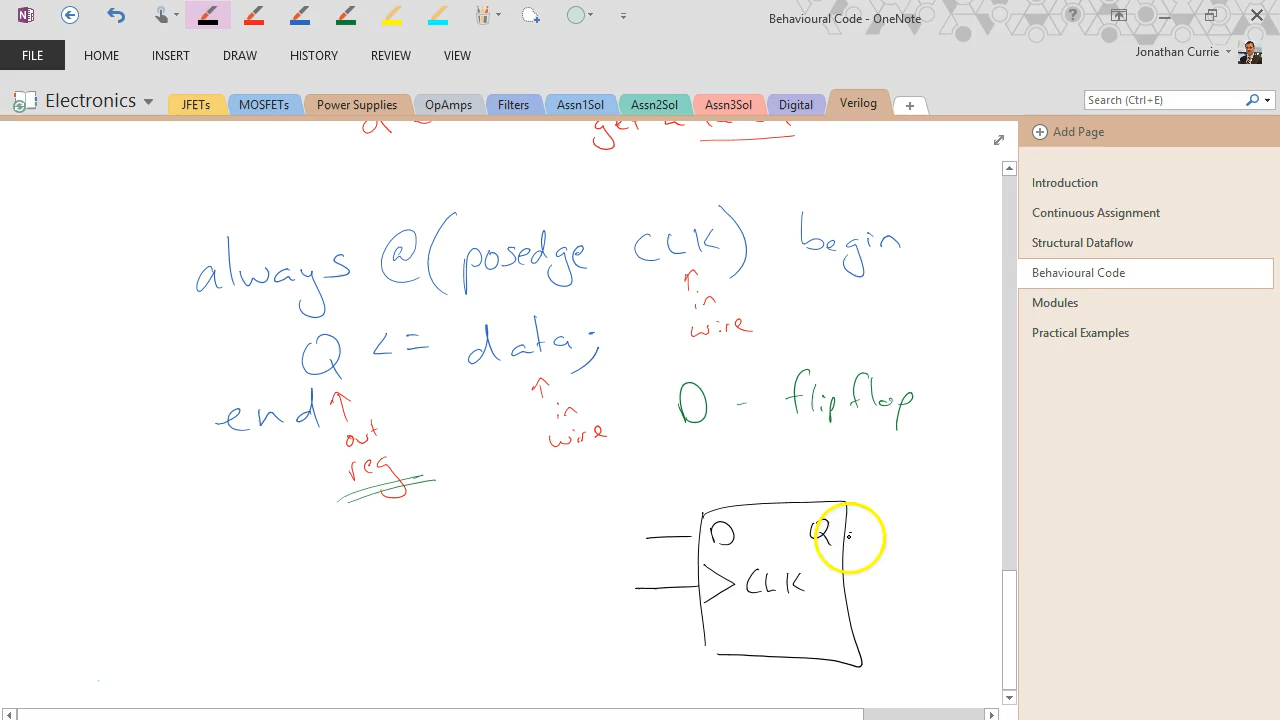 Behavioural Code - OneNote
?
Jonathan Currie
FILE HOME INSERT DRAW HISTORY REVIEW VIEW
Electronics
JFETs MOSFETs Power Supplies OpAmps Filters Assn1Sol Assn2Sol Assn3Sol Digital Verilog
Search (Ctrl+E)
Add Page
Introduction
Continuous Assignment
Structural Dataflow
Behavioural Code
Modules
Practical Examples
get a
always @(posedge CLK) begin
in
wire
Q <= data;
end
out
reg
in
wire
D - flipflop
D Q
CLK